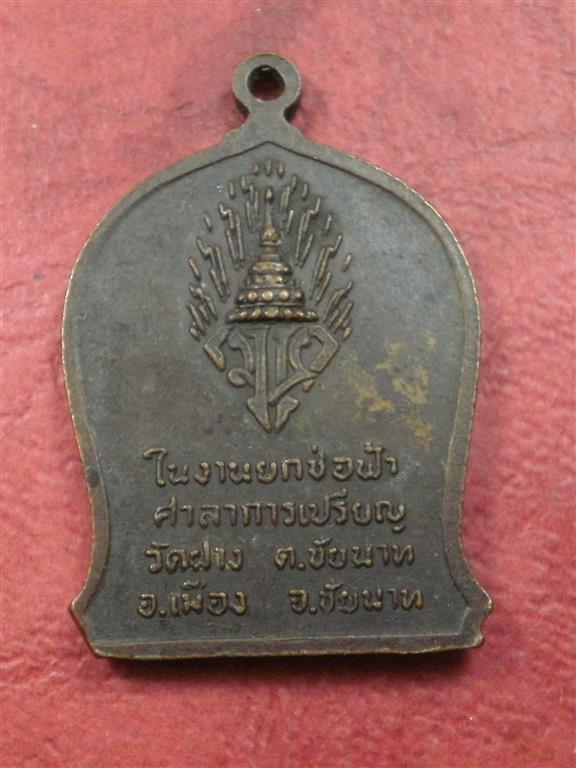 ในงานยกช่อฟ้า
ศาลาการเปรียญ
วัดฝาง ต.ชัยนาท
อ.เมือง จ.ชัยนาท